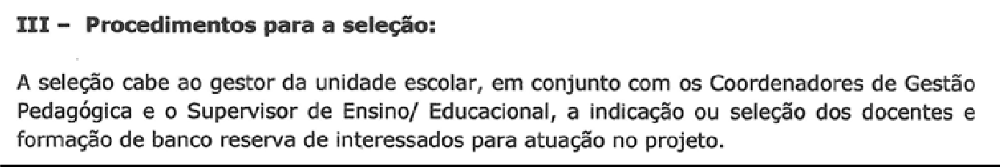 III – Procedimentos para a seleção:
A seleção cabe ao gestor da unidade escolar, em conjunto com os Coordenadores de Gestão
Pedagógica e o Supervisor de Ensino/ Educacional, a indicação ou seleção dos docentes e
formação de banco reserva de interessados para atuação no projeto.